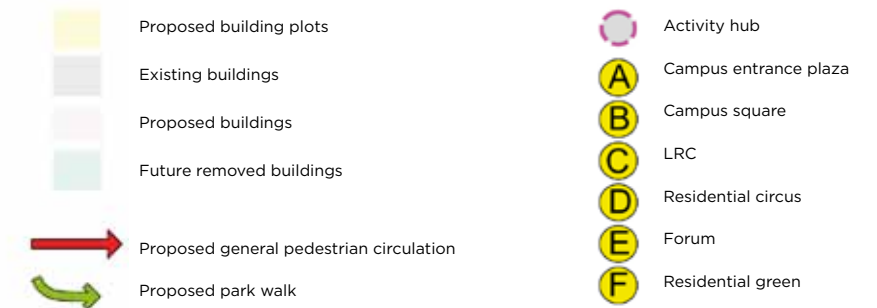 Proposed building plots
Existing buildings
Proposed buildings
Future removed buildings
Proposed general pedestrian circulation
Proposed park walk
Activity hub
A Campus entrance plaza
B Campus square
C LRC
D Residential circus
E Forum
F Residential green